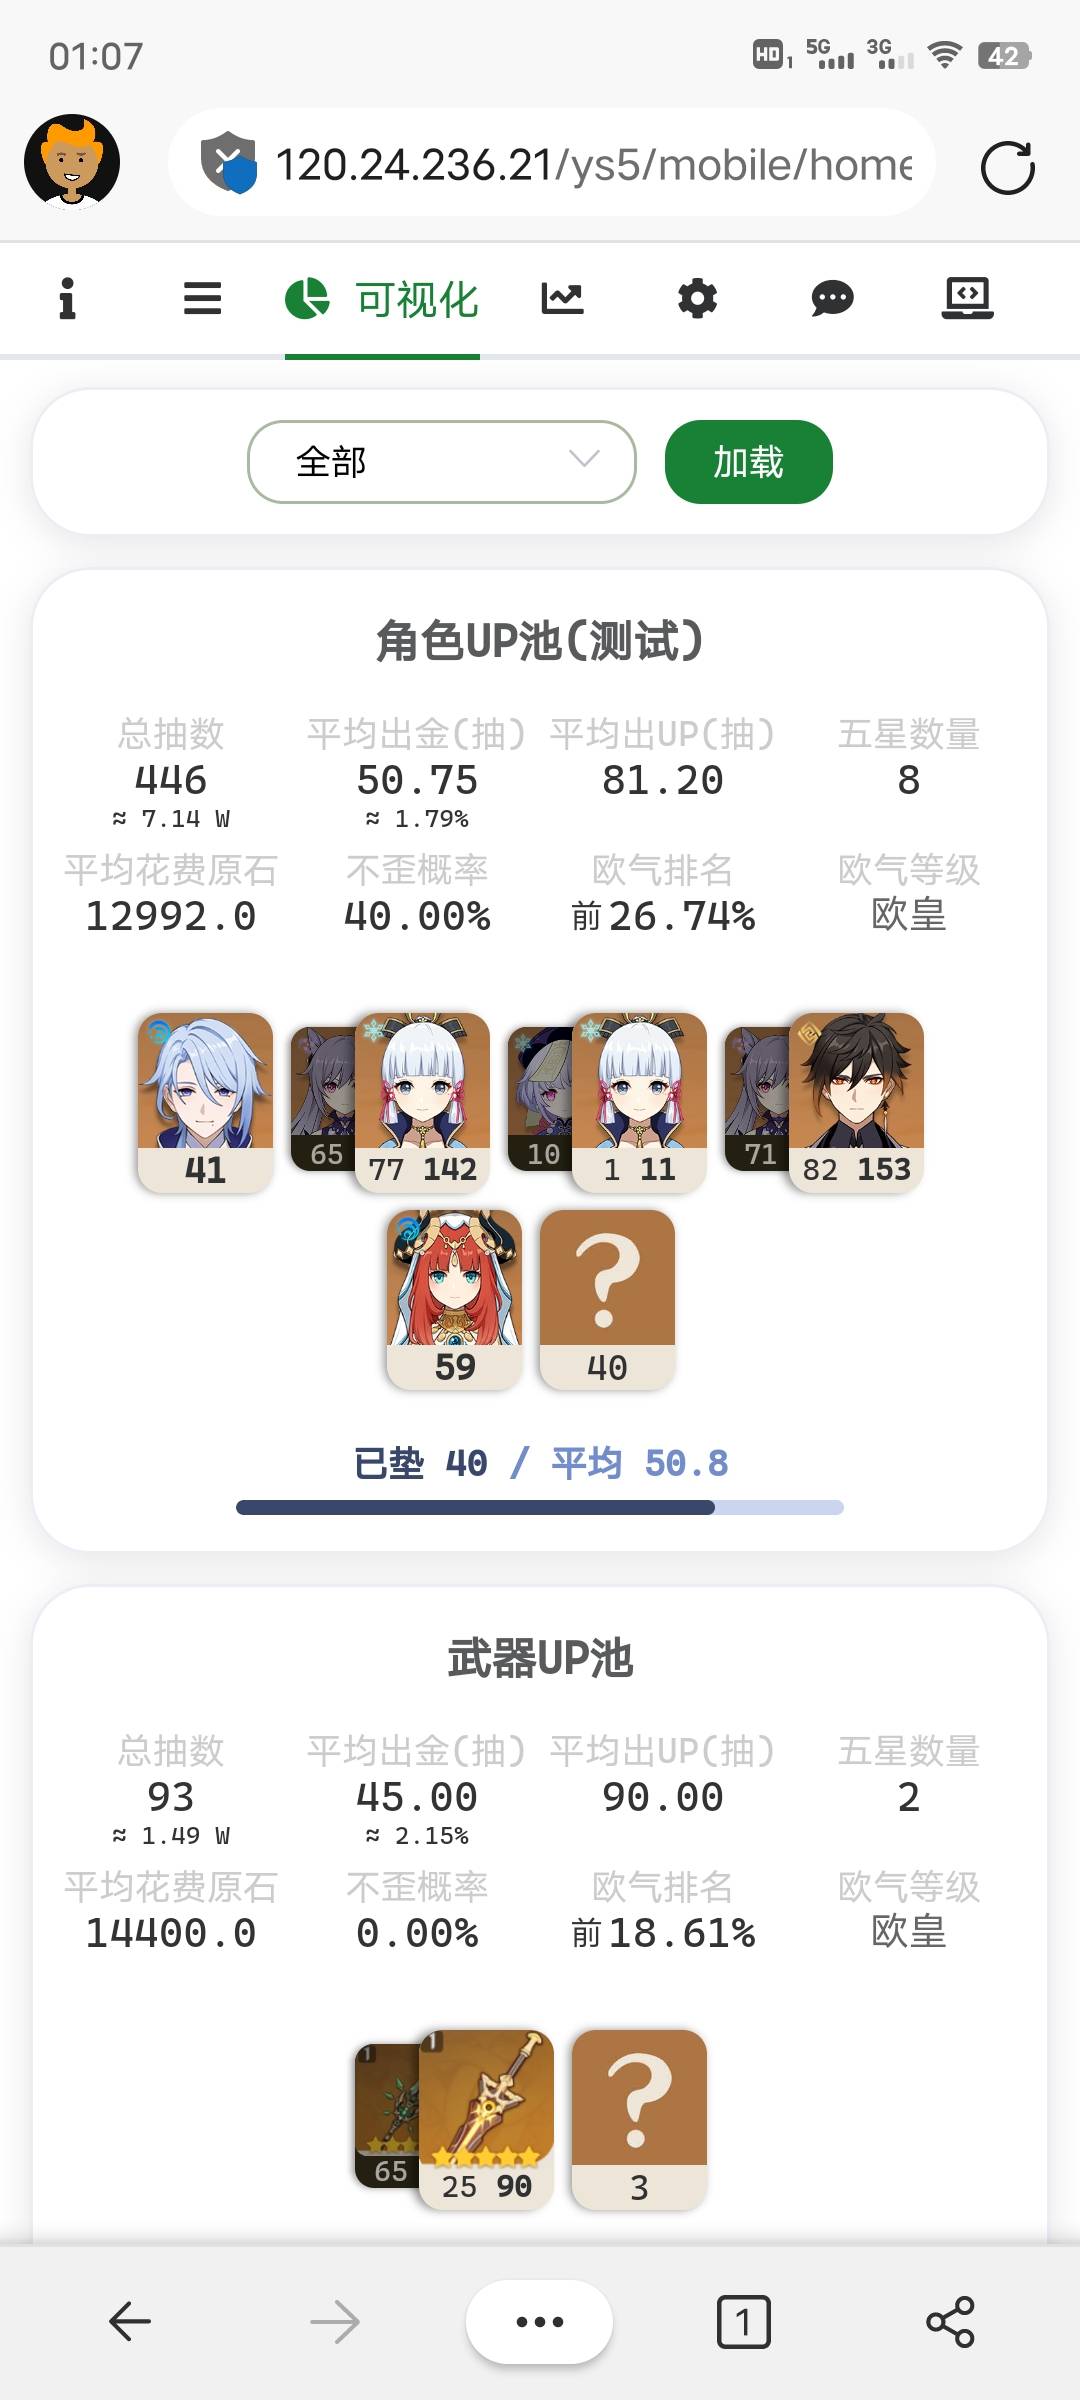 01:07
HD 1 5G 3G 42
120.24.236.21/ys5/mobile/home
可视化
全部
加载
角色UP池(测试)
总抽数 平均出金(抽) 平均出UP(抽) 五星数量
446 50.75 81.20 8
≈ 7.14 W ≈ 1.79%
平均花费原石 不歪概率 欧气排名 欧气等级
12992.0 40.00% 前26.74% 欧皇
41 65 77 142 10 1 11 71 82 153
59 40
已垫 40 / 平均 50.8
武器UP池
总抽数 平均出金(抽) 平均出UP(抽) 五星数量
93 45.00 90.00 2
≈ 1.49 W ≈ 2.15%
平均花费原石 不歪概率 欧气排名 欧气等级
14400.0 0.00% 前18.61% 欧皇
1 1
65 25 90 3
1